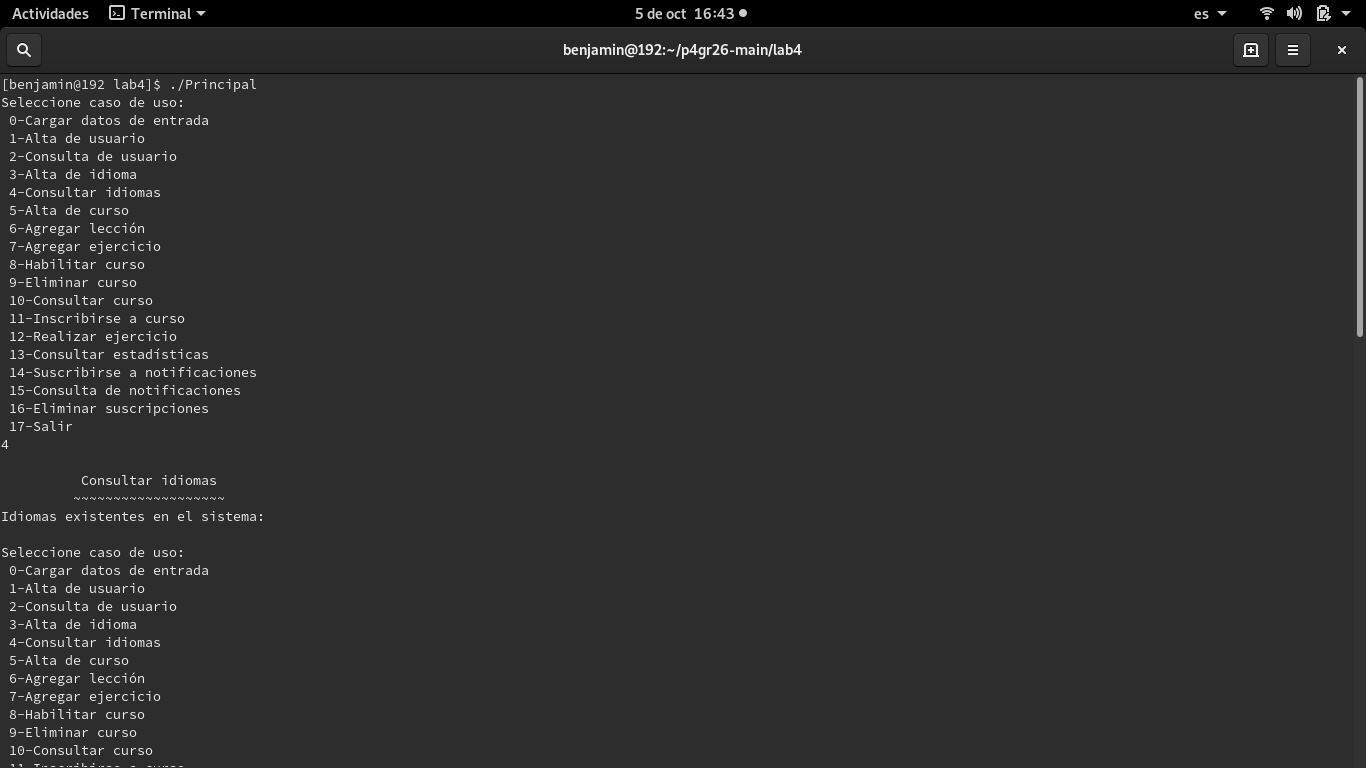 Actividades Terminal 5 de oct 16:43 es
benjamin@192:~/p4gr26-main/lab4
[benjamin@192 lab4]$ ./Principal
Seleccione caso de uso:
0-Cargar datos de entrada
1-Alta de usuario
2-Consulta de usuario
3-Alta de idioma
4-Consultar idiomas
5-Alta de curso
6-Agregar lección
7-Agregar ejercicio
8-Habilitar curso
9-Eliminar curso
10-Consultar curso
11-Inscribirse a curso
12-Realizar ejercicio
13-Consultar estadísticas
14-Suscribirse a notificaciones
15-Consulta de notificaciones
16-Eliminar suscripciones
17-Salir
4
Consultar idiomas
~~~~~~~~~~~~~~~~~~~
Idiomas existentes en el sistema:
Seleccione caso de uso:
0-Cargar datos de entrada
1-Alta de usuario
2-Consulta de usuario
3-Alta de idioma
4-Consultar idiomas
5-Alta de curso
6-Agregar lección
7-Agregar ejercicio
8-Habilitar curso
9-Eliminar curso
10-Consultar curso
11-Inscribirse a curso